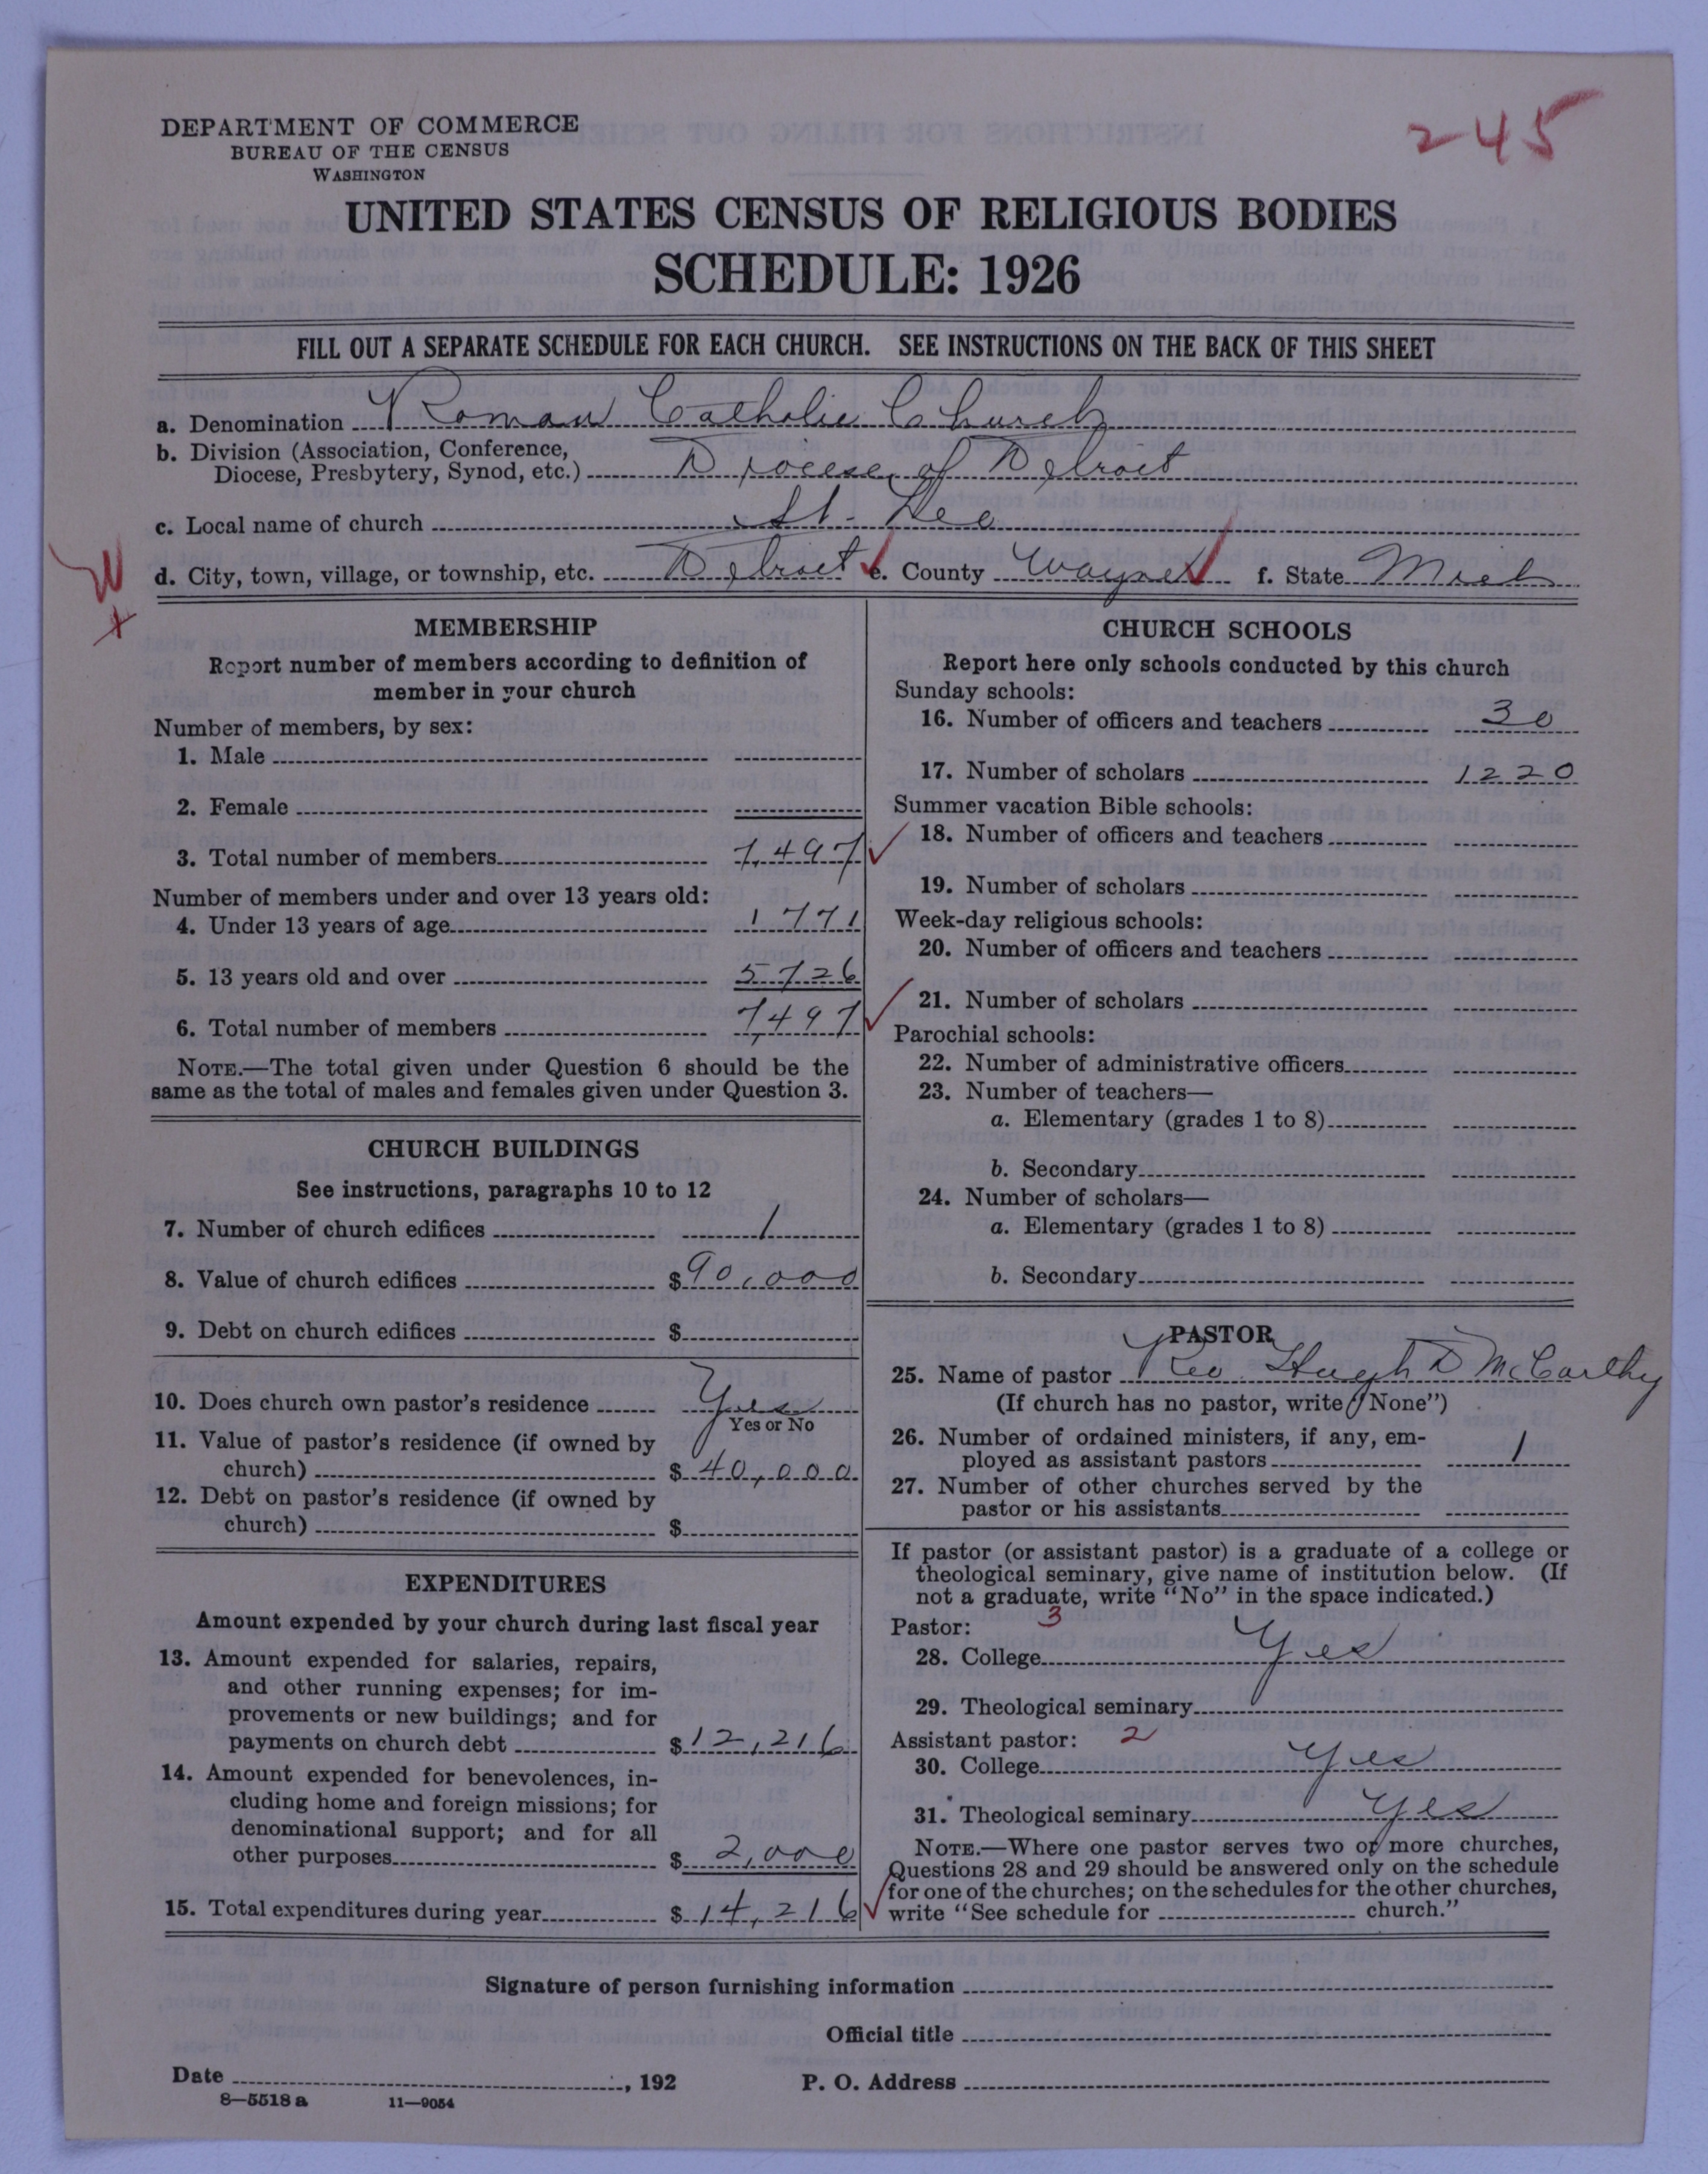 245
DEPARTMENT OF COMMERCE
BUREAU OF THE CENSUS
WASHINGTON
UNITED STATES CENSUS OF RELIGIOUS BODIES
SCHEDULE: 1926
FILL OUT A SEPARATE SCHEDULE FOR EACH CHURCH. SEE INSTRUCTIONS ON THE BACK OF THIS SHEET
a. Denomination Roman Catholic Church
b. Division (Association, Conference,
Diocese, Presbytery, Synod, etc.) Diocese of Detroit
c. Local name of church St. Leo
d. City, town, village, or township, etc. Detroit e. County Wayne f. State Mich
MEMBERSHIP
Report number of members according to definition of
member in your church
Number of members, by sex:
1. Male
2. Female
3. Total number of members 7,497
Number of members under and over 13 years old:
4. Under 13 years of age 1771
5. 13 years old and over 5726
6. Total number of members 7,497
NOTE.—The total given under Question 6 should be the
same as the total of males and females given under Question 3.
CHURCH BUILDINGS
See instructions, paragraphs 10 to 12
7. Number of church edifices 1
8. Value of church edifices $90,000
9. Debt on church edifices $
10. Does church own pastor's residence Yes
Yes or No
11. Value of pastor's residence (if owned by
church) $40,000
12. Debt on pastor's residence (if owned by
church) $
EXPENDITURES
Amount expended by your church during last fiscal year
13. Amount expended for salaries, repairs,
and other running expenses; for im-
provements or new buildings; and for
payments on church debt $12,216
14. Amount expended for benevolences, in-
cluding home and foreign missions; for
denominational support; and for all
other purposes $2,000
15. Total expenditures during year $14,216
CHURCH SCHOOLS
Report here only schools conducted by this church
Sunday schools:
16. Number of officers and teachers 30
17. Number of scholars 1220
Summer vacation Bible schools:
18. Number of officers and teachers
19. Number of scholars
Week-day religious schools:
20. Number of officers and teachers
21. Number of scholars
Parochial schools:
22. Number of administrative officers
23. Number of teachers—
a. Elementary (grades 1 to 8)
b. Secondary
24. Number of scholars—
a. Elementary (grades 1 to 8)
b. Secondary
PASTOR
25. Name of pastor Rev. Hugh D McCarthy
(If church has no pastor, write "None")
26. Number of ordained ministers, if any, em-
ployed as assistant pastors 1
27. Number of other churches served by the
pastor or his assistants
If pastor (or assistant pastor) is a graduate of a college or
theological seminary, give name of institution below. (If
not a graduate, write "No" in the space indicated.)
Pastor: 3
28. College Yes
29. Theological seminary
Assistant pastor: 2
30. College Yes
31. Theological seminary Yes
NOTE.—Where one pastor serves two or more churches,
Questions 28 and 29 should be answered only on the schedule
for one of the churches; on the schedules for the other churches,
write "See schedule for church."
Signature of person furnishing information
Official title
Date , 192 P. O. Address
8—5518 a 11—9054